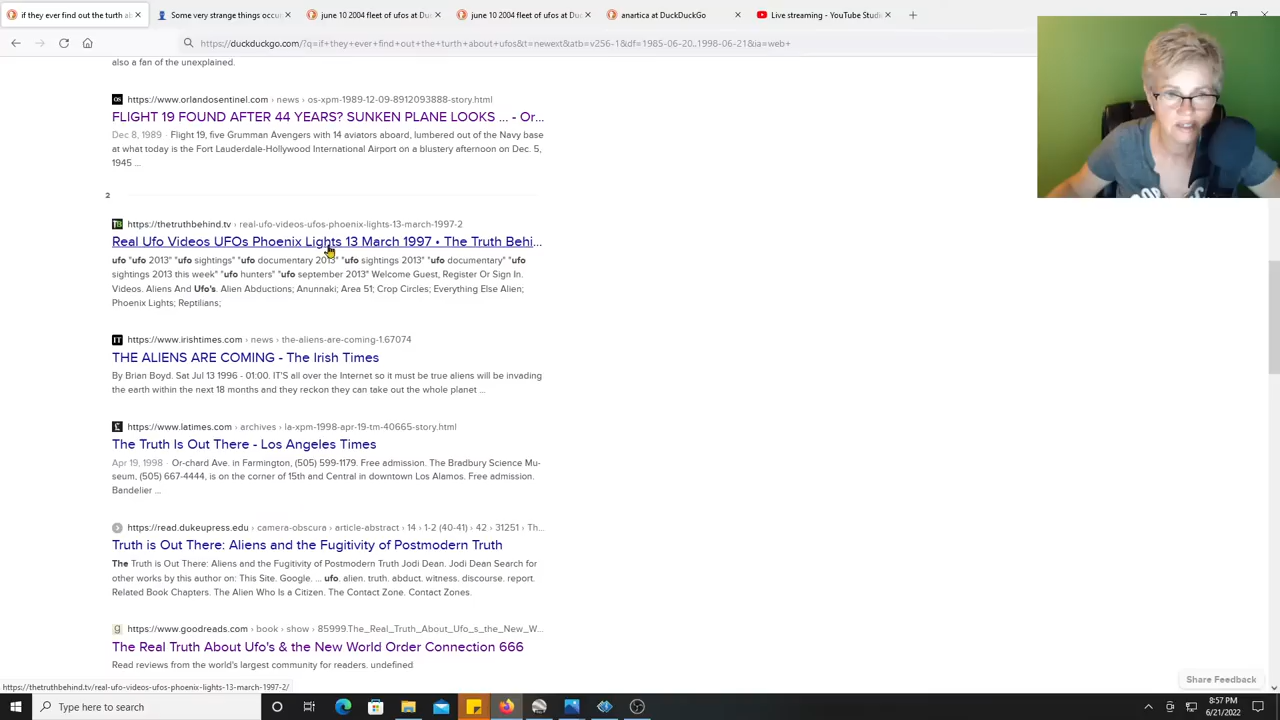 if they ever find out the truth a
Some very strange things occu
june 10 2004 fleet of ufos at Du
june 10 2004 fleet of ufos at Du
anartica at DuckDuckGo
Live streaming - YouTube Studi
https://duckduckgo.com/?q=if+they+ever+find+out+the+turth+about+ufos&t=newext&atb=v256-1&df=1985-06-20..1998-06-21&ia=web+
also a fan of the unexplained.
https://www.orlandosentinel.com › news › os-xpm-1989-12-09-8912093888-story.html
FLIGHT 19 FOUND AFTER 44 YEARS? SUNKEN PLANE LOOKS ... - Or...
Dec 8, 1989 · Flight 19, five Grumman Avengers with 14 aviators aboard, lumbered out of the Navy base
at what today is the Fort Lauderdale-Hollywood International Airport on a blustery afternoon on Dec. 5,
1945 ...
2
https://thetruthbehind.tv › real-ufo-videos-ufos-phoenix-lights-13-march-1997-2
Real Ufo Videos UFOs Phoenix Lights 13 March 1997 • The Truth Behi...
ufo "ufo 2013" "ufo sightings" "ufo documentary 2013" "ufo sightings 2013" "ufo documentary" "ufo
sightings 2013 this week" "ufo hunters" "ufo september 2013" Welcome Guest, Register Or Sign In.
Videos. Aliens And Ufo's. Alien Abductions; Anunnaki; Area 51; Crop Circles; Everything Else Alien;
Phoenix Lights; Reptilians;
https://www.irishtimes.com › news › the-aliens-are-coming-1.67074
THE ALIENS ARE COMING - The Irish Times
By Brian Boyd. Sat Jul 13 1996 - 01:00. IT'S all over the Internet so it must be true aliens will be invading
the earth within the next 18 months and they reckon they can take out the whole planet ...
https://www.latimes.com › archives › la-xpm-1998-apr-19-tm-40665-story.html
The Truth Is Out There - Los Angeles Times
Apr 19, 1998 · Or-chard Ave. in Farmington, (505) 599-1179. Free admission. The Bradbury Science Mu-
seum, (505) 667-4444, is on the corner of 15th and Central in downtown Los Alamos. Free admission.
Bandelier ...
https://read.dukeupress.edu › camera-obscura › article-abstract › 14 › 1-2 (40-41) › 42 › 31251 › Th...
Truth is Out There: Aliens and the Fugitivity of Postmodern Truth
The Truth is Out There: Aliens and the Fugitivity of Postmodern Truth Jodi Dean. Jodi Dean Search for
other works by this author on: This Site. Google. ... ufo. alien. truth. abduct. witness. discourse. report.
Related Book Chapters. The Alien Who Is a Citizen. The Contact Zone. Contact Zones.
https://www.goodreads.com › book › show › 85999.The_Real_Truth_About_Ufo_s_the_New_W...
The Real Truth About Ufo's & the New World Order Connection 666
Read reviews from the world's largest community for readers. undefined
Share Feedback
https://thetruthbehind.tv/real-ufo-videos-ufos-phoenix-lights-13-march-1997-2/
Type here to search
8:57 PM
6/21/2022